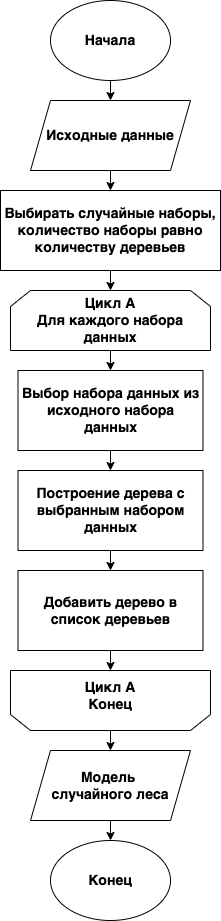 Начала
Исходные данные
Выбирать случайные наборы,
количество наборы равно
количеству деревьев
Цикл А
Для каждого набора
данных
Выбор набора данных из
исходного набора
данных
Построение дерева с
выбранным набором
данных
Добавить дерево в
список деревьев
Цикл А
Конец
Модель
случайного леса
Конец